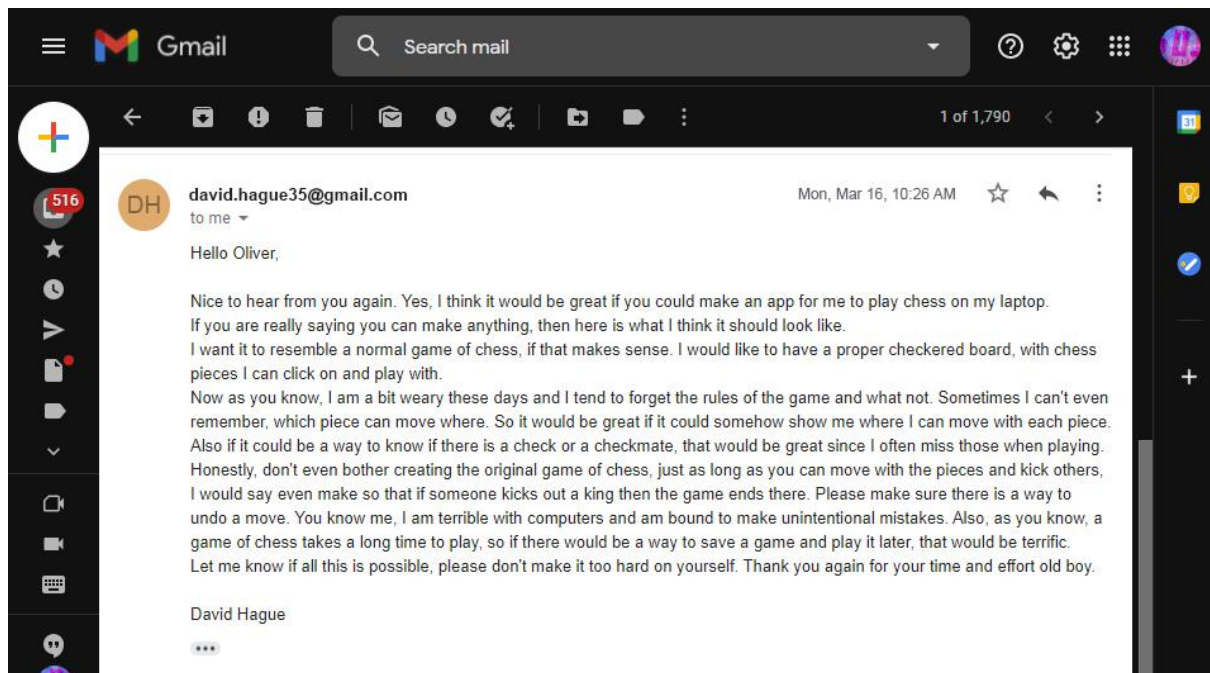 Gmail
Search mail
1 of 1,790
31
516
DH
david.hague35@gmail.com
Mon, Mar 16, 10:26 AM
to me
Hello Oliver,
Nice to hear from you again. Yes, I think it would be great if you could make an app for me to play chess on my laptop.
If you are really saying you can make anything, then here is what I think it should look like.
I want it to resemble a normal game of chess, if that makes sense. I would like to have a proper checkered board, with chess
pieces I can click on and play with.
Now as you know, I am a bit weary these days and I tend to forget the rules of the game and what not. Sometimes I can't even
remember, which piece can move where. So it would be great if it could somehow show me where I can move with each piece.
Also if it could be a way to know if there is a check or a checkmate, that would be great since I often miss those when playing.
Honestly, don't even bother creating the original game of chess, just as long as you can move with the pieces and kick others,
I would say even make so that if someone kicks out a king then the game ends there. Please make sure there is a way to
undo a move. You know me, I am terrible with computers and am bound to make unintentional mistakes. Also, as you know, a
game of chess takes a long time to play, so if there would be a way to save a game and play it later, that would be terrific.
Let me know if all this is possible, please don't make it too hard on yourself. Thank you again for your time and effort old boy.
David Hague